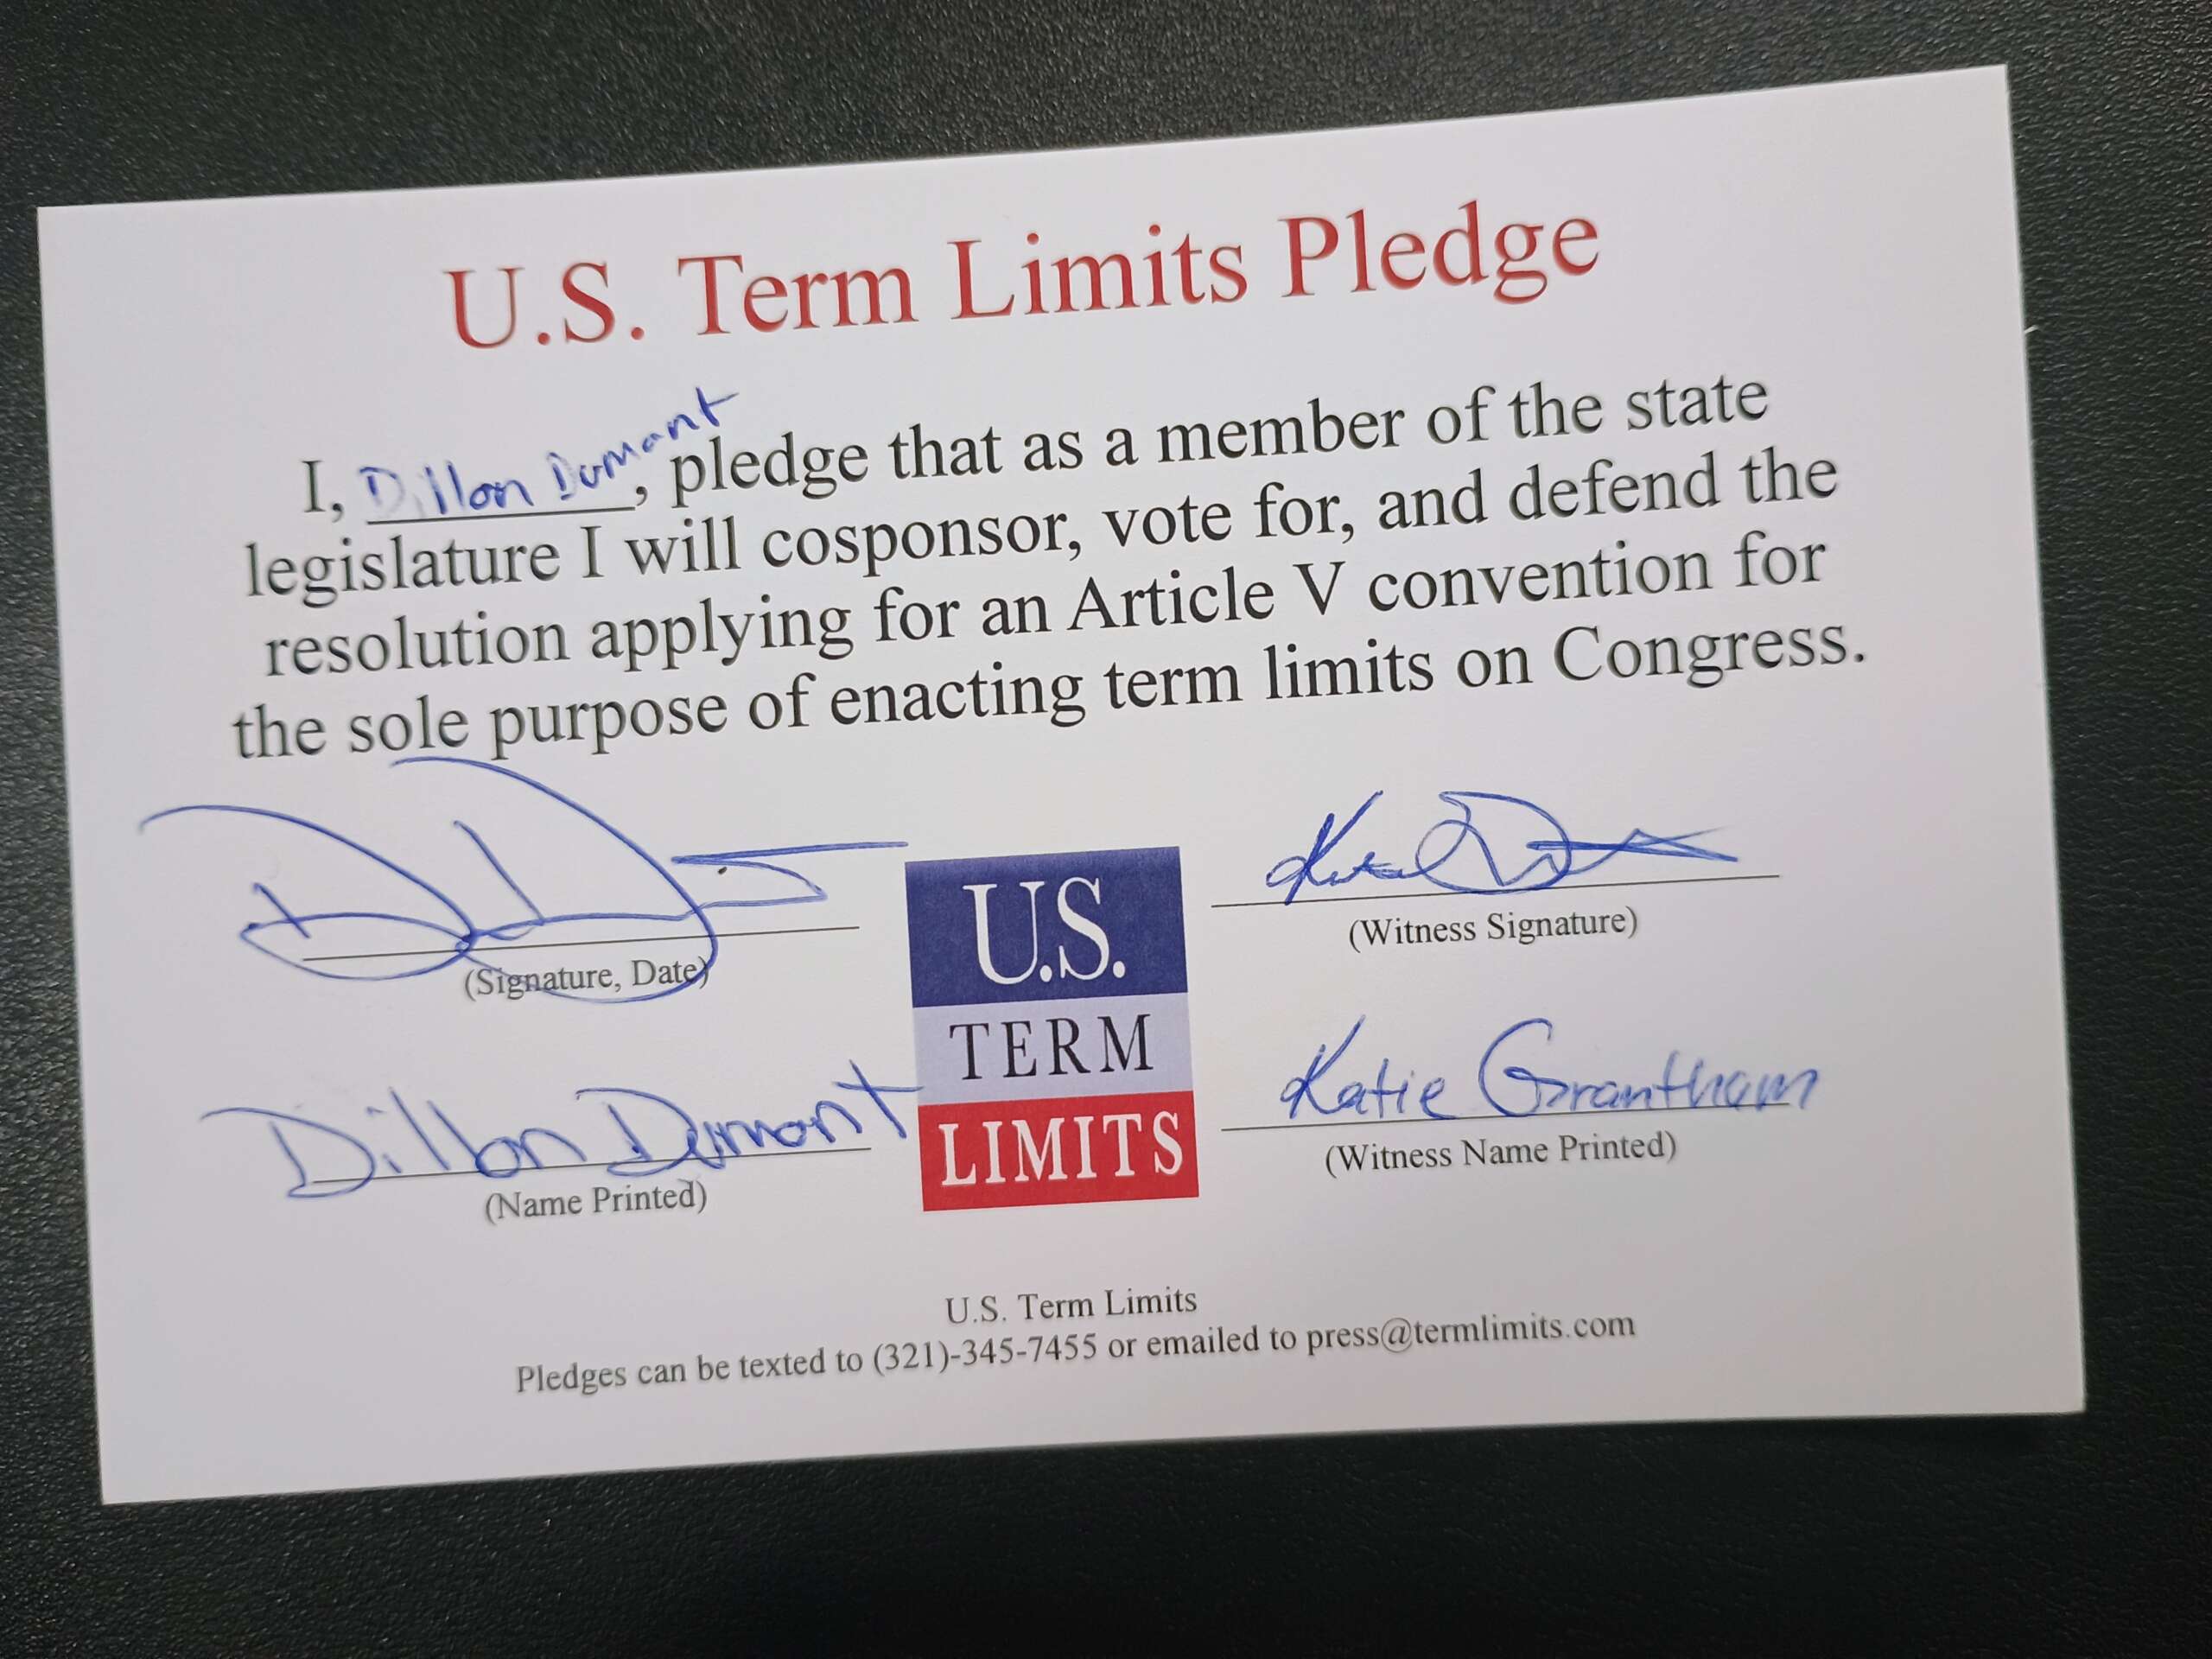 U.S. Term Limits Pledge
I, Dillon Dumont, pledge that as a member of the state
legislature I will cosponsor, vote for, and defend the
resolution applying for an Article V convention for
the sole purpose of enacting term limits on Congress.
(Signature, Date)
Dillon Dumont
(Name Printed)
U.S.
TERM
LIMITS
(Witness Signature)
Katie Grantham
(Witness Name Printed)
U.S. Term Limits
Pledges can be texted to (321)-345-7455 or emailed to press@termlimits.com